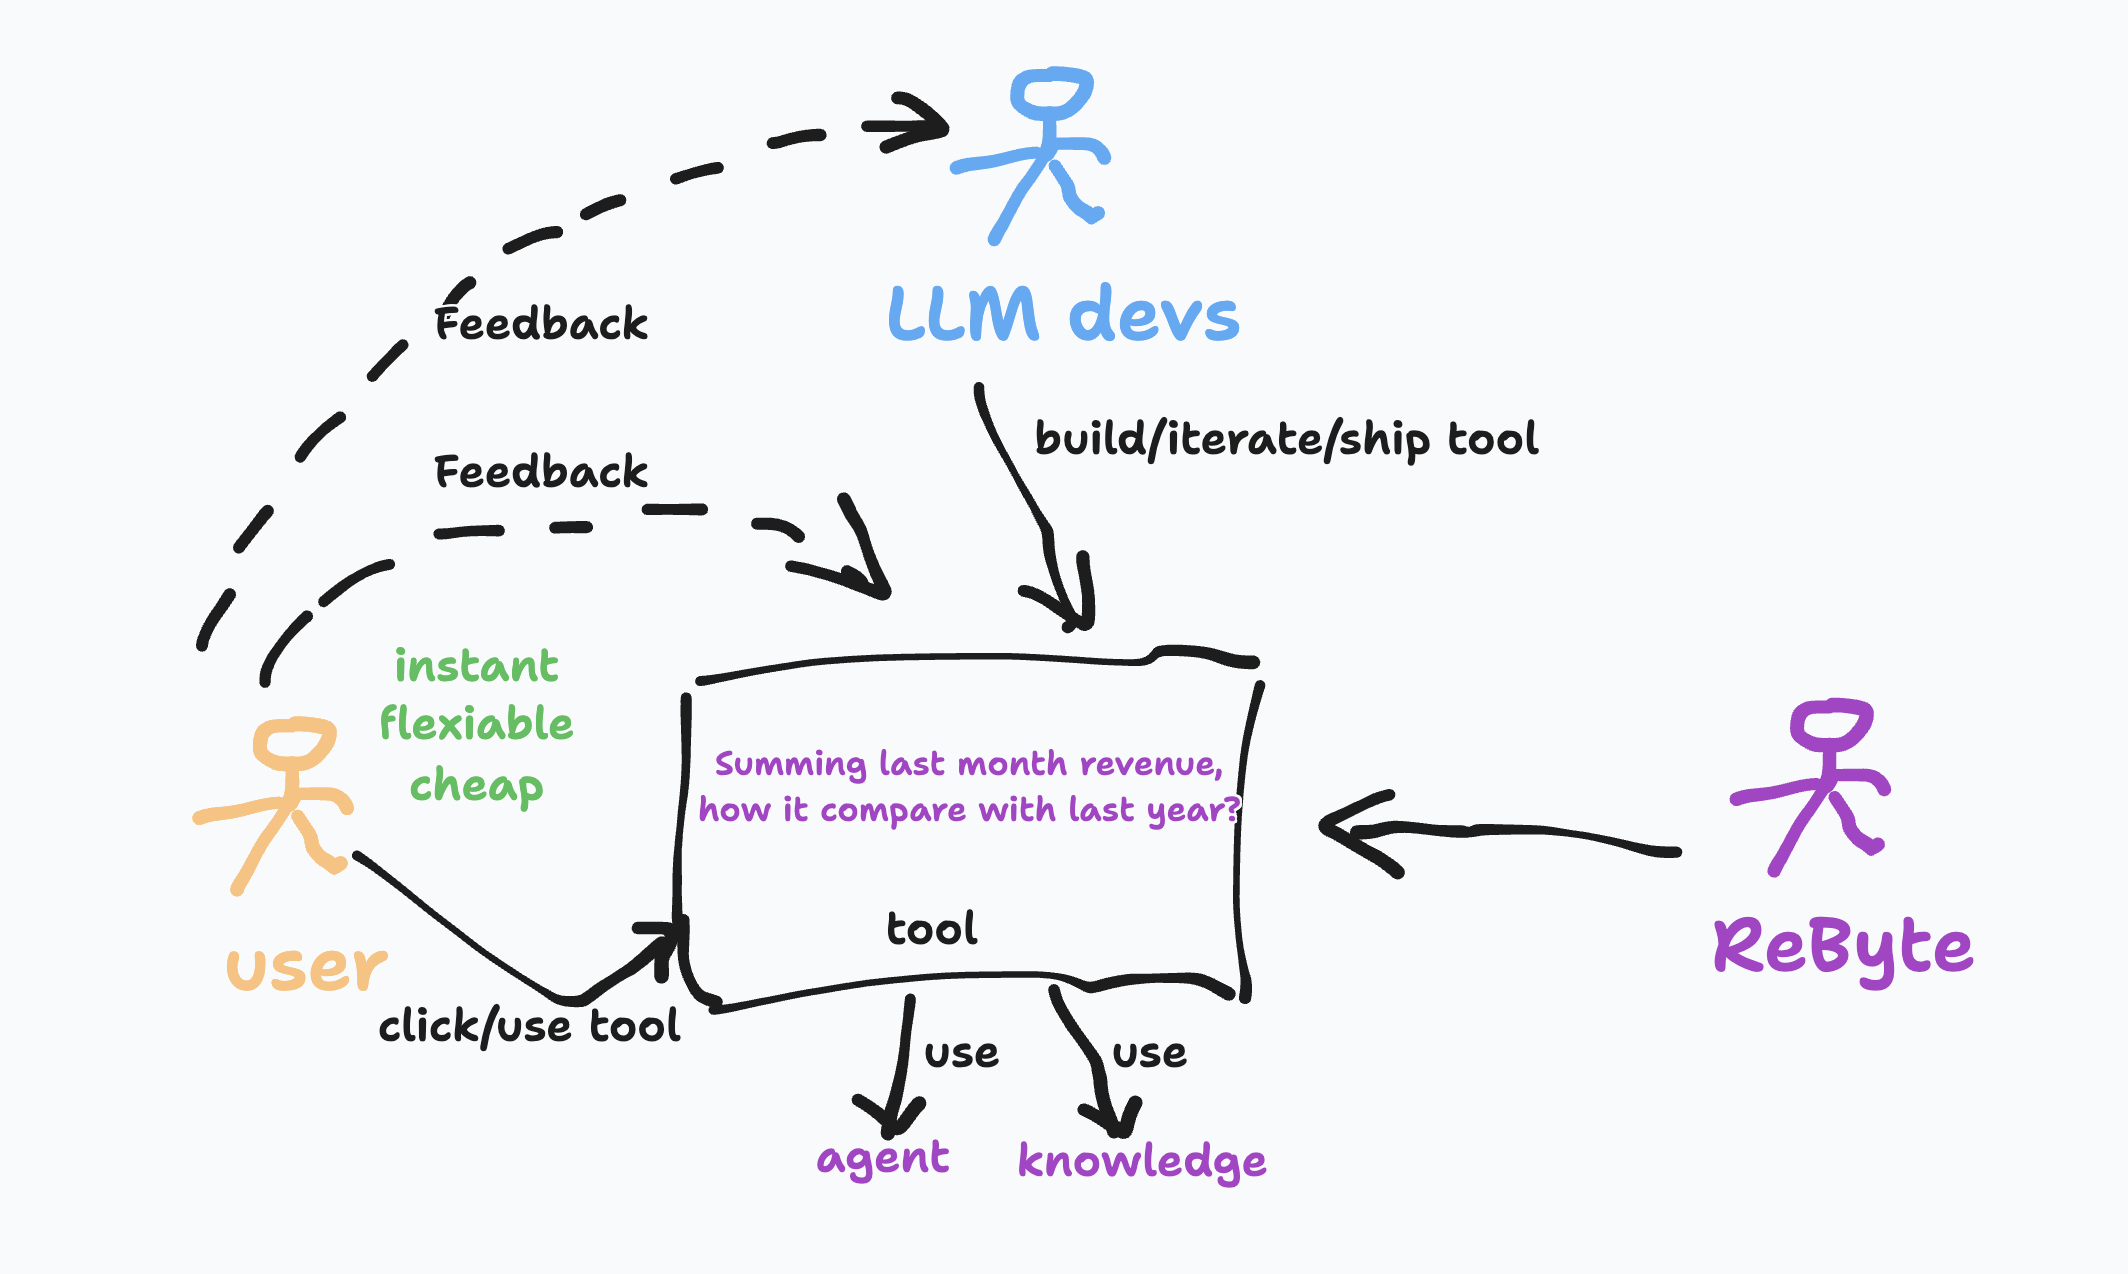 LLM devs
Feedback
build/iterate/ship tool
Feedback
instant
flexiable
cheap
Summing last month revenue,
how it compare with last year?
tool
user
ReByte
click/use tool
use
use
agent
knowledge